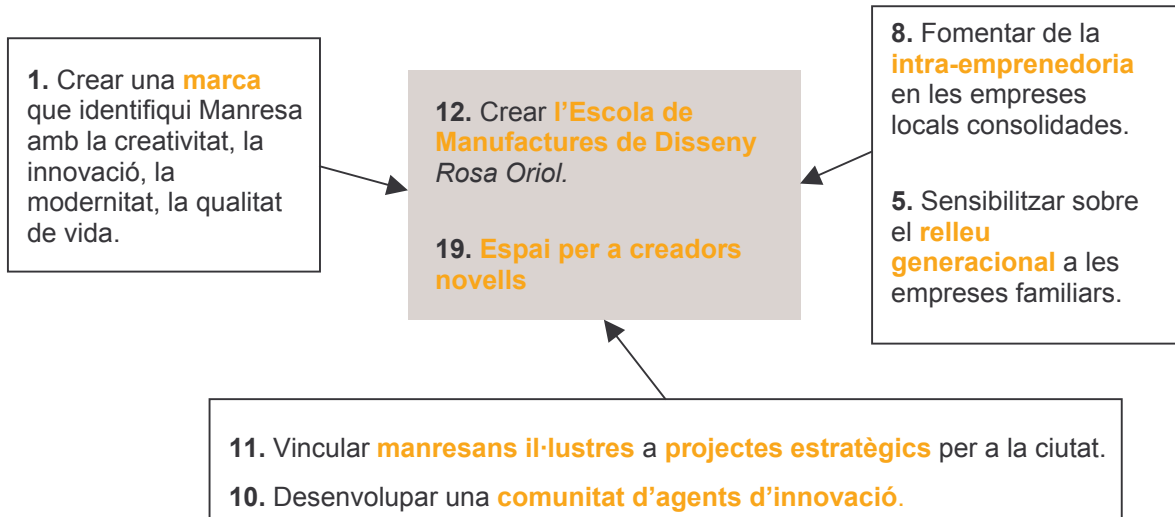 1. Crear una marca
que identifiqui Manresa
amb la creativitat, la
innovació, la
modernitat, la qualitat
de vida.
12. Crear l’Escola de
Manufactures de Disseny
Rosa Oriol.
19. Espai per a creadors
novells
8. Fomentar de la
intra-emprenedoria
en les empreses
locals consolidades.
5. Sensibilitzar sobre
el relleu
generacional a les
empreses familiars.
11. Vincular manresans il·lustres a projectes estratègics per a la ciutat.
10. Desenvolupar una comunitat d’agents d’innovació.